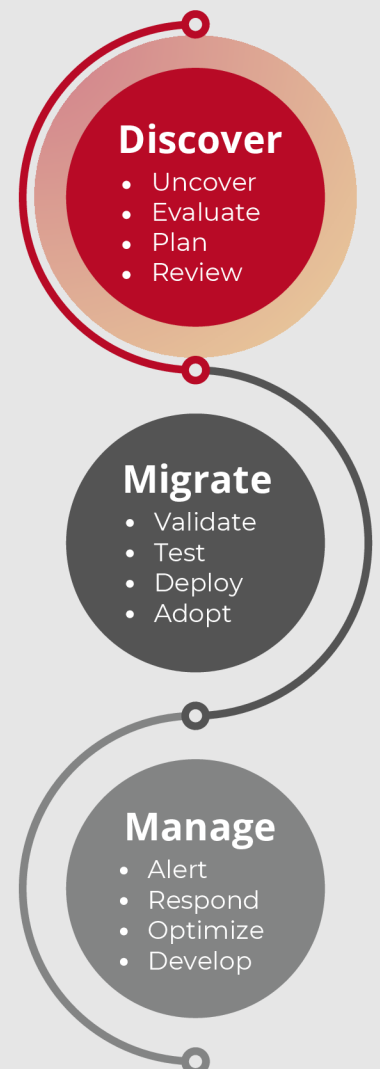 Discover
• Uncover
• Evaluate
• Plan
• Review
Migrate
• Validate
• Test
• Deploy
• Adopt
Manage
• Alert
• Respond
• Optimize
• Develop